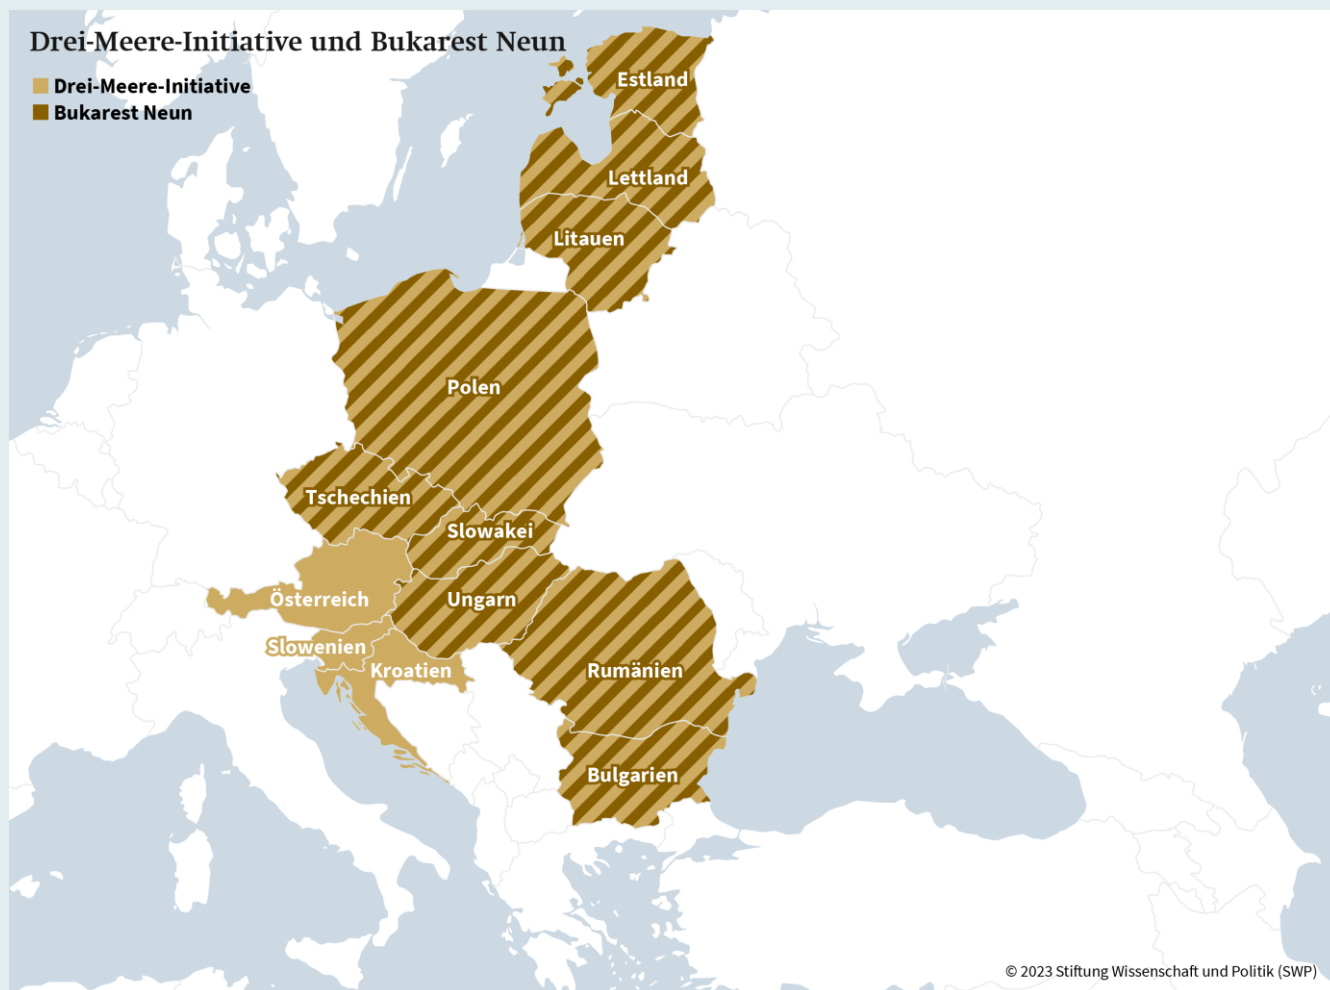 Drei-Meere-Initiative und Bukarest Neun
Drei-Meere-Initiative
Bukarest Neun
Estland
Lettland
Litauen
Polen
Tschechien
Slowakei
Österreich
Ungarn
Slowenien
Kroatien
Rumänien
Bulgarien
© 2023 Stiftung Wissenschaft und Politik (SWP)